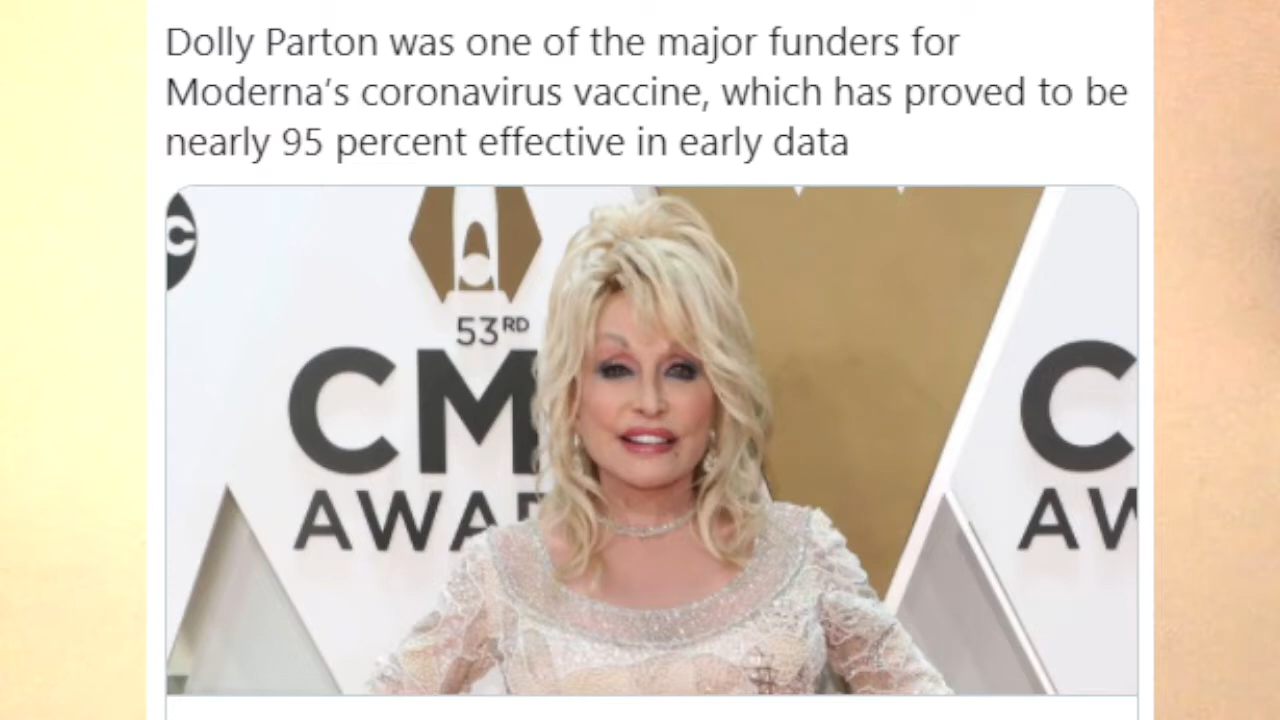 Dolly Parton was one of the major funders for
Moderna's coronavirus vaccine, which has proved to be
nearly 95 percent effective in early data
C
53RD
CM
C
AWA
AW